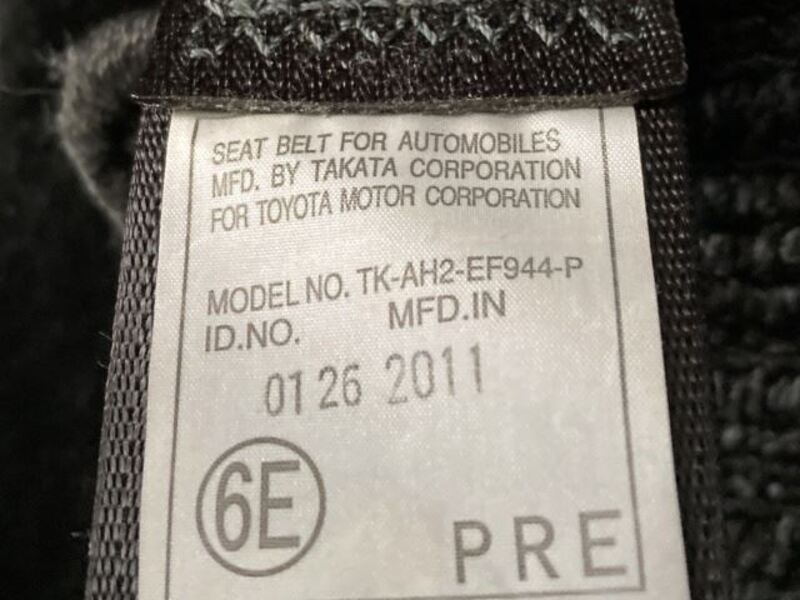 SEAT BELT FOR AUTOMOBILES
MFD. BY TAKATA CORPORATION
FOR TOYOTA MOTOR CORPORATION
MODEL NO. TK-AH2-EF944-P
ID.NO. MFD.IN
01 26 2011
6E
PRE